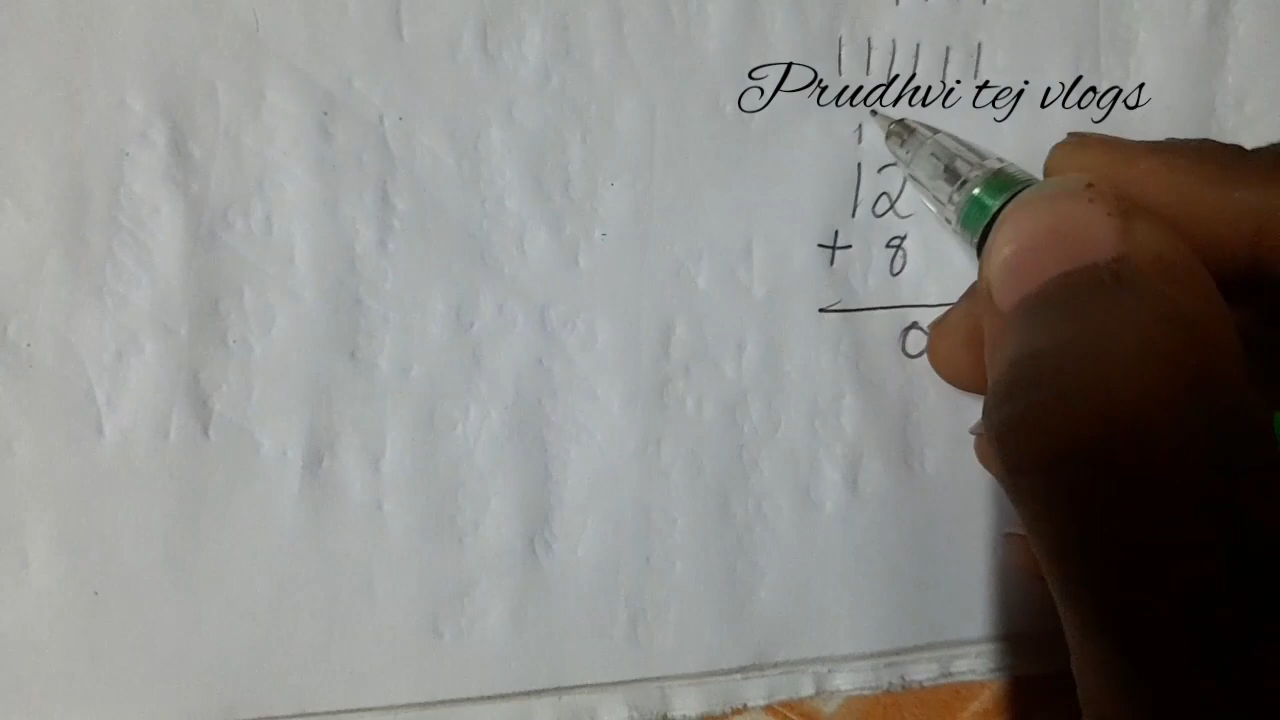 | | | | | |
Prudhvi tej vlogs
1
12
+ 8
0